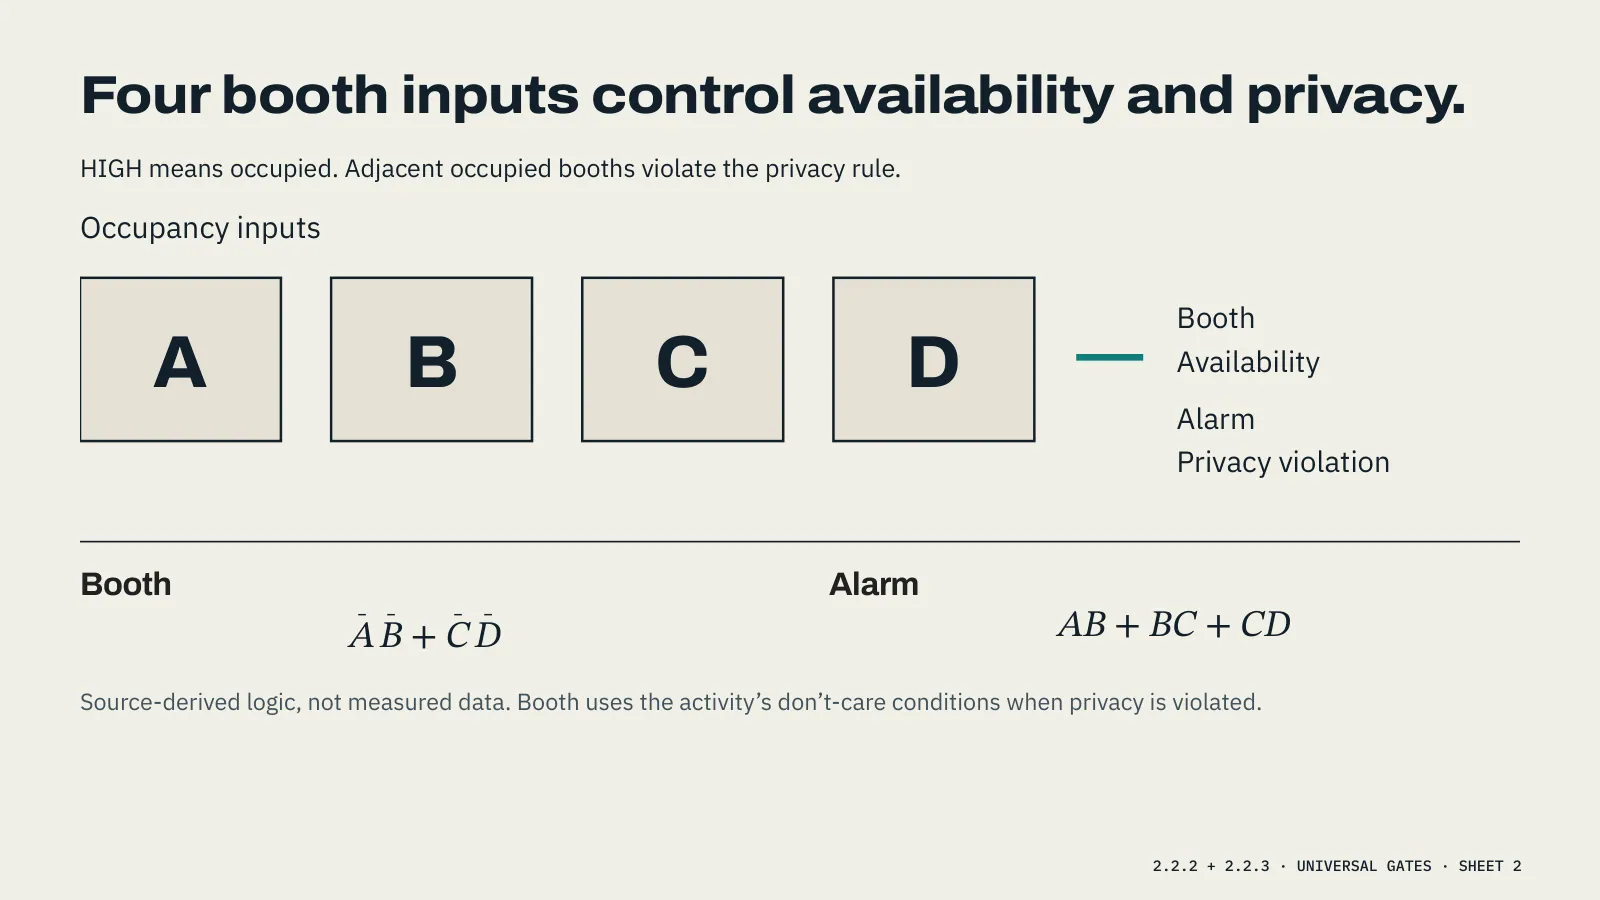 Four booth inputs control availability and privacy.
HIGH means occupied. Adjacent occupied booths violate the privacy rule.
Occupancy inputs
A
B
C
D
Booth
Availability
Alarm
Privacy violation
Booth
Alarm
Ā B̄ + C̄ D̄
AB + BC + CD
Source-derived logic, not measured data. Booth uses the activity’s don’t-care conditions when privacy is violated.
2.2.2 + 2.2.3 · UNIVERSAL GATES · SHEET 2